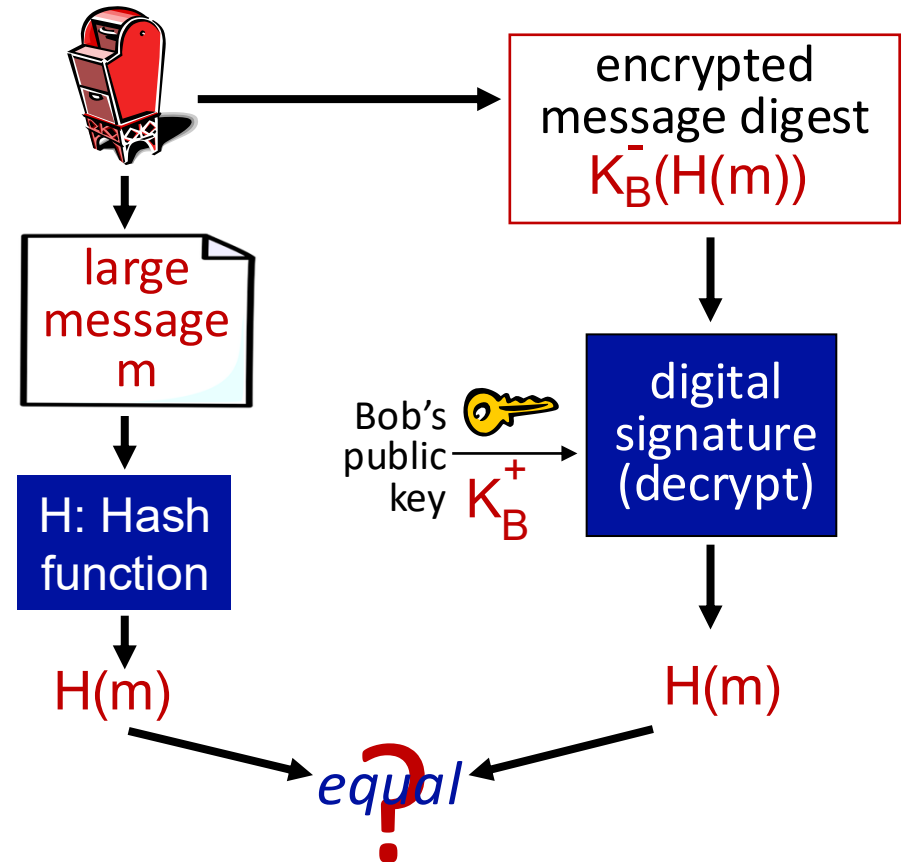 encrypted
message digest
K⁻B(H(m))
large
message
m
Bob’s
public
key K⁺B
digital
signature
(decrypt)
H: Hash
function
H(m)
H(m)
equal
?